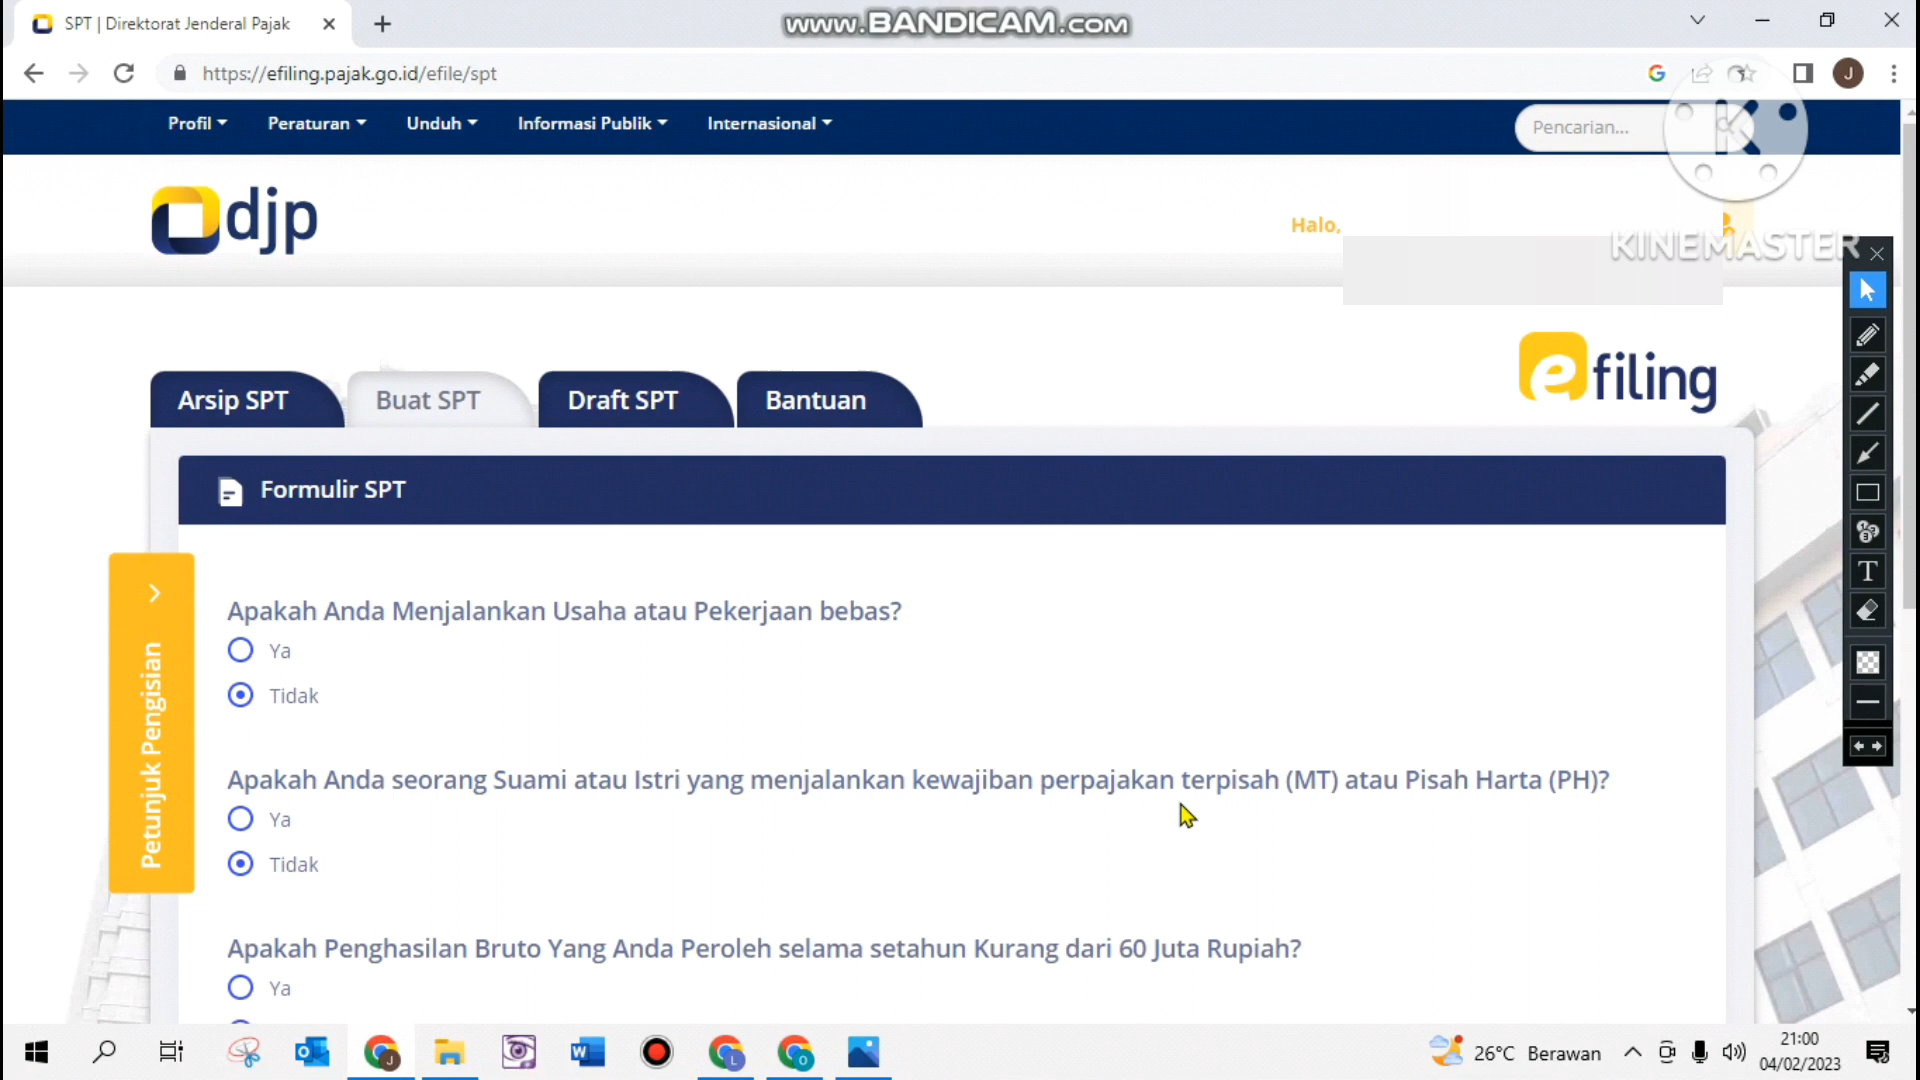 SPT | Direktorat Jenderal Pajak
www.BANDICAM.com
https://efiling.pajak.go.id/efile/spt
J
Profil
Peraturan
Unduh
Informasi Publik
Internasional
Pencarian...
K
djp
Halo,
KINEMASTER
Arsip SPT
Buat SPT
Draft SPT
Bantuan
efiling
Formulir SPT
Petunjuk Pengisian
Apakah Anda Menjalankan Usaha atau Pekerjaan bebas?
Ya
Tidak
Apakah Anda seorang Suami atau Istri yang menjalankan kewajiban perpajakan terpisah (MT) atau Pisah Harta (PH)?
Ya
Tidak
Apakah Penghasilan Bruto Yang Anda Peroleh selama setahun Kurang dari 60 Juta Rupiah?
Ya
T
26°C Berawan
21:00
04/02/2023